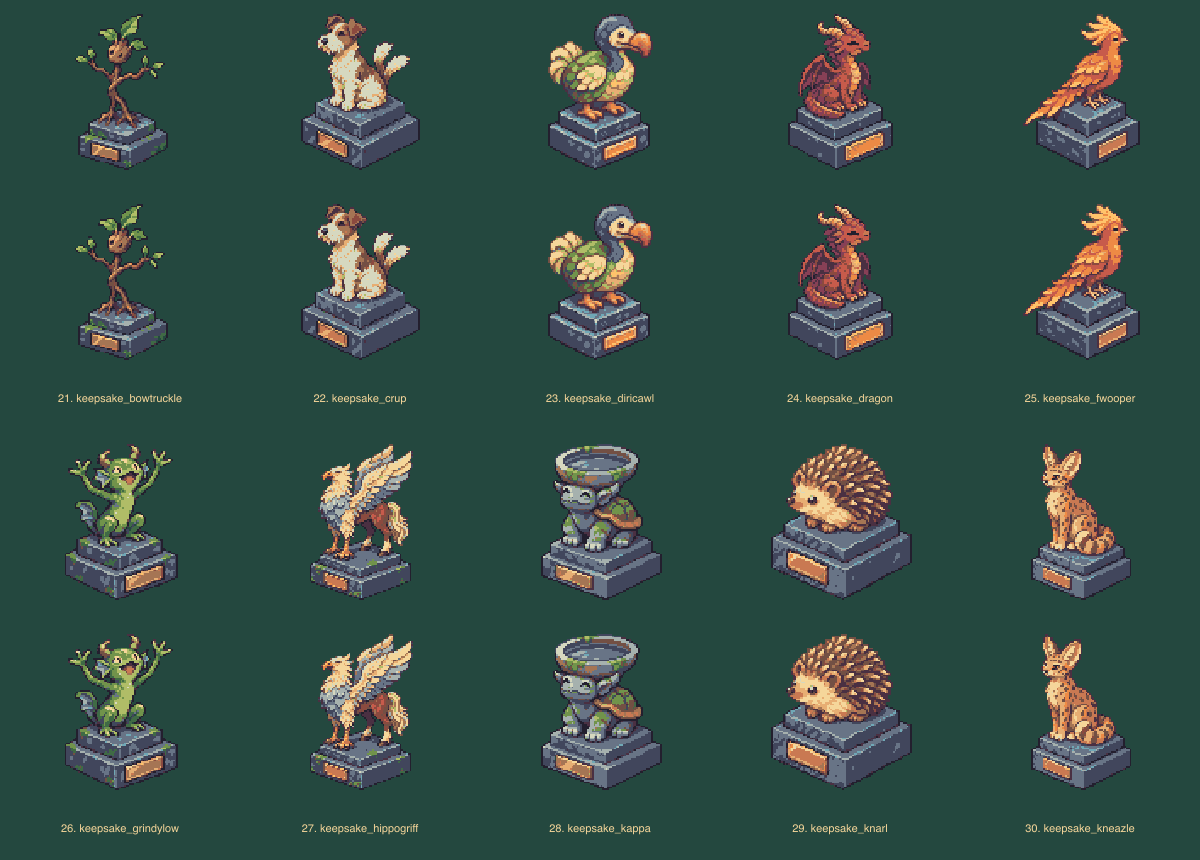 21. keepsake_bowtruckle
22. keepsake_crup
23. keepsake_diricawl
24. keepsake_dragon
25. keepsake_fwooper
26. keepsake_grindylow
27. keepsake_hippogriff
28. keepsake_kappa
29. keepsake_knarl
30. keepsake_kneazle